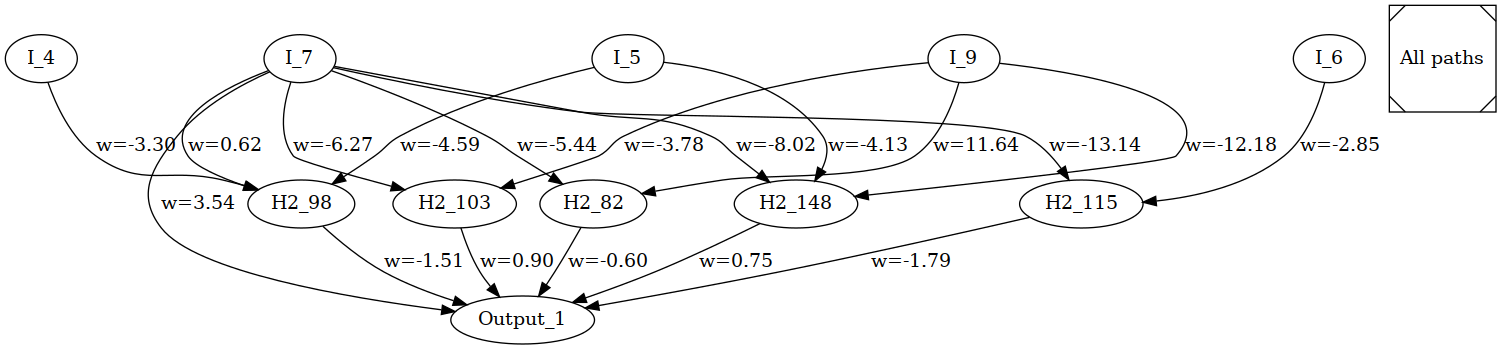 I_4
I_7
I_5
I_9
I_6
All paths
w=-3.30
w=0.62
w=-6.27
w=-4.59
w=-5.44
w=-3.78
w=-8.02
w=-4.13
w=11.64
w=-13.14
w=-12.18
w=-2.85
w=3.54
H2_98
H2_103
H2_82
H2_148
H2_115
w=-1.51
w=0.90
w=-0.60
w=0.75
w=-1.79
Output_1